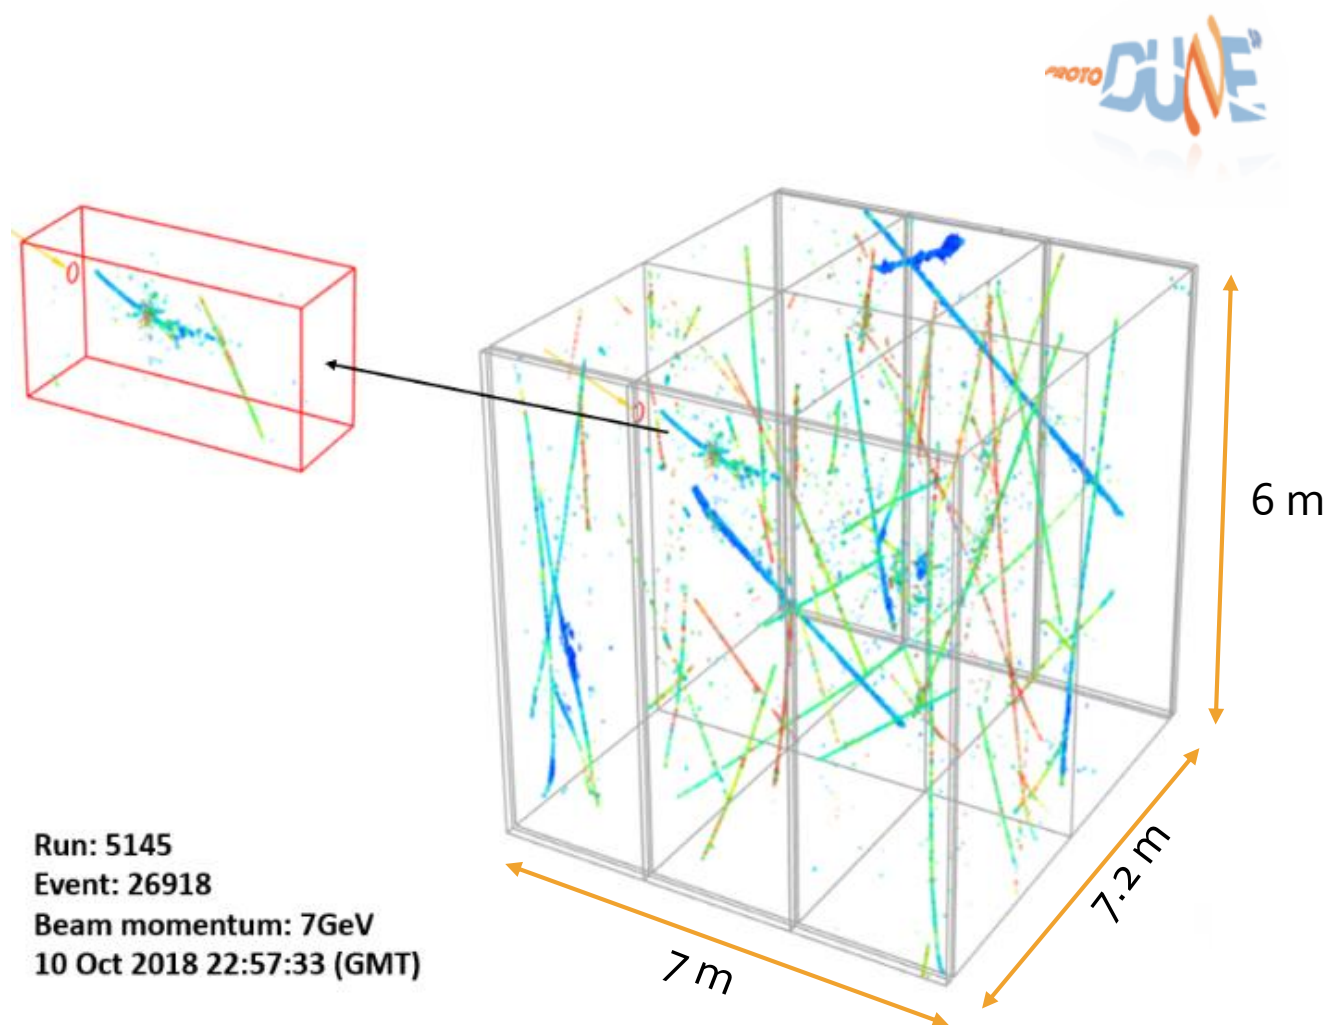 PROTO
DUNE
6 m
7.2 m
7 m
Run: 5145
Event: 26918
Beam momentum: 7GeV
10 Oct 2018 22:57:33 (GMT)